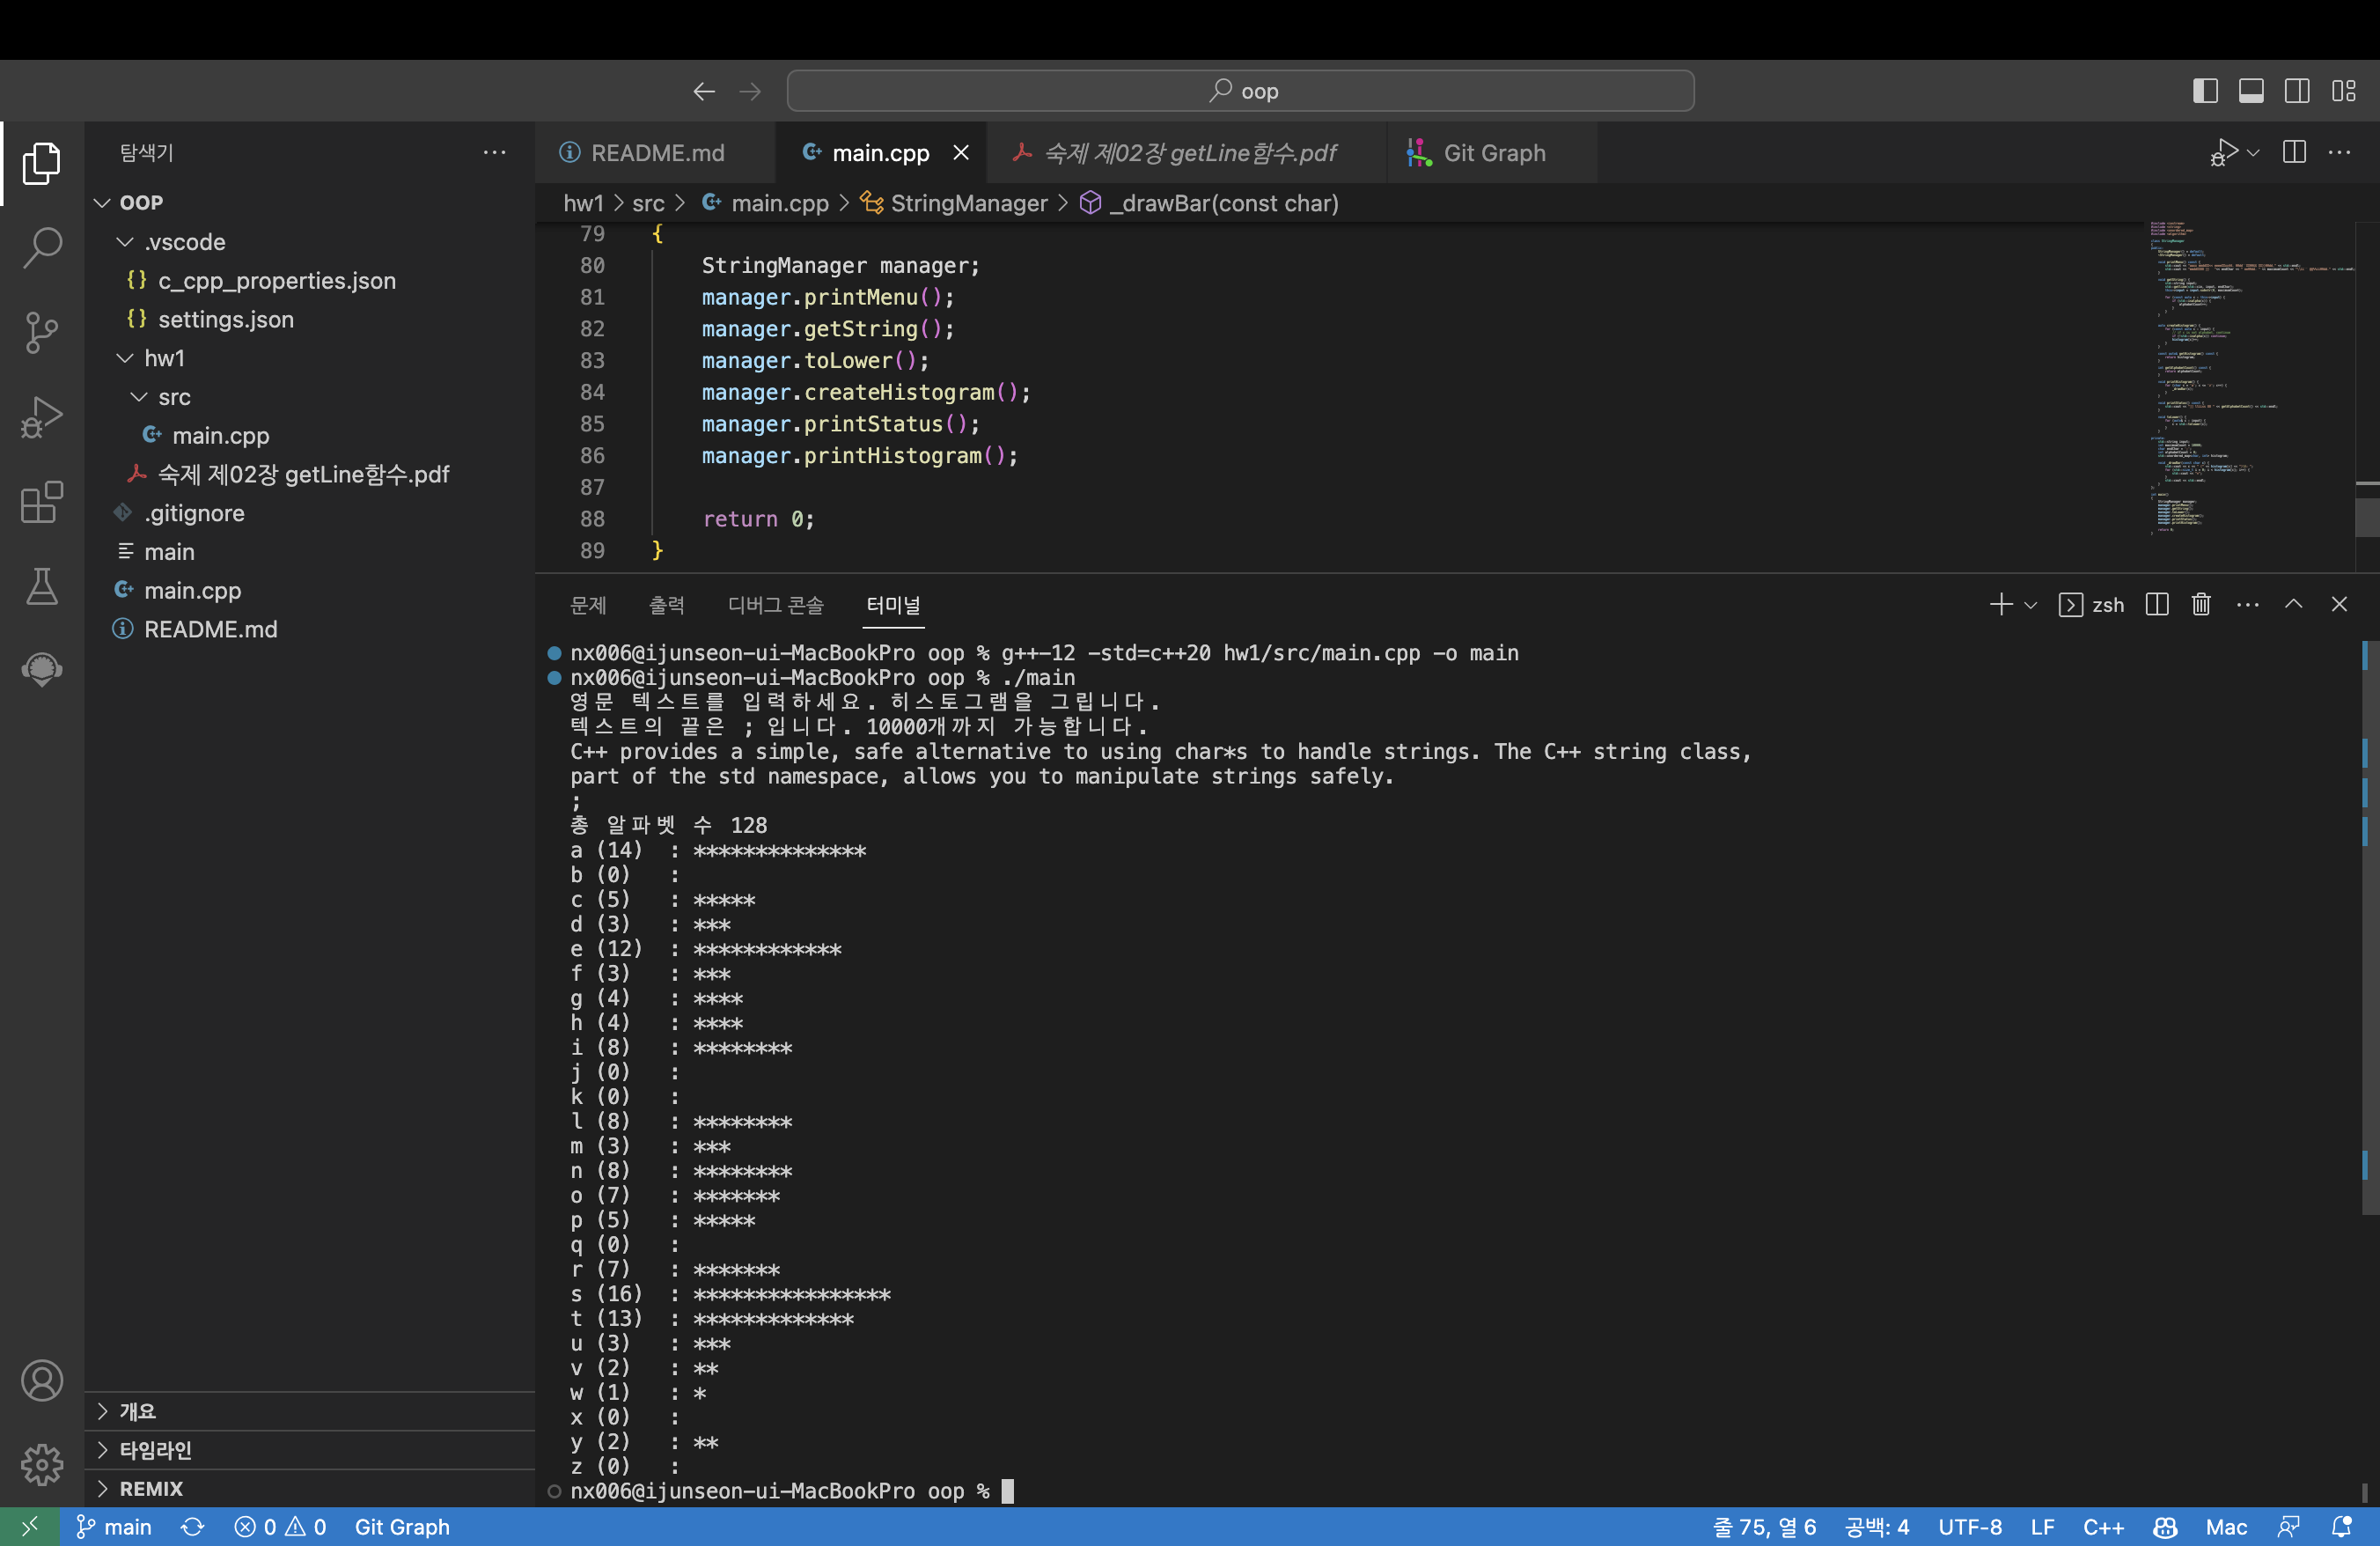 oop
탐색기
OOP
.vscode
{} c_cpp_properties.json
{} settings.json
hw1
src
main.cpp
숙제 제02장 getLine함수.pdf
.gitignore
main
main.cpp
README.md
개요
타임라인
REMIX
README.md
main.cpp
숙제 제02장 getLine함수.pdf
Git Graph
hw1 > src > main.cpp > StringManager > _drawBar(const char)
79 {
80 StringManager manager;
81 manager.printMenu();
82 manager.getString();
83 manager.toLower();
84 manager.createHistogram();
85 manager.printStatus();
86 manager.printHistogram();
87
88 return 0;
89 }
문제 출력 디버그 콘솔 터미널
zsh
nx006@ijunseon-ui-MacBookPro oop % g++-12 -std=c++20 hw1/src/main.cpp -o main
nx006@ijunseon-ui-MacBookPro oop % ./main
영문 텍스트를 입력하세요. 히스토그램을 그립니다.
텍스트의 끝은 ; 입니다. 10000개까지 가능합니다.
C++ provides a simple, safe alternative to using char*s to handle strings. The C++ string class,
part of the std namespace, allows you to manipulate strings safely.
;
총 알파벳 수 128
a (14) : **************
b (0) :
c (5) : *****
d (3) : ***
e (12) : ************
f (3) : ***
g (4) : ****
h (4) : ****
i (8) : ********
j (0) :
k (0) :
l (8) : ********
m (3) : ***
n (8) : ********
o (7) : *******
p (5) : *****
q (0) :
r (7) : *******
s (16) : ****************
t (13) : *************
u (3) : ***
v (2) : **
w (1) : *
x (0) :
y (2) : **
z (0) :
nx006@ijunseon-ui-MacBookPro oop %
main 0 0 Git Graph
줄 75, 열 6 공백: 4 UTF-8 LF C++ Mac